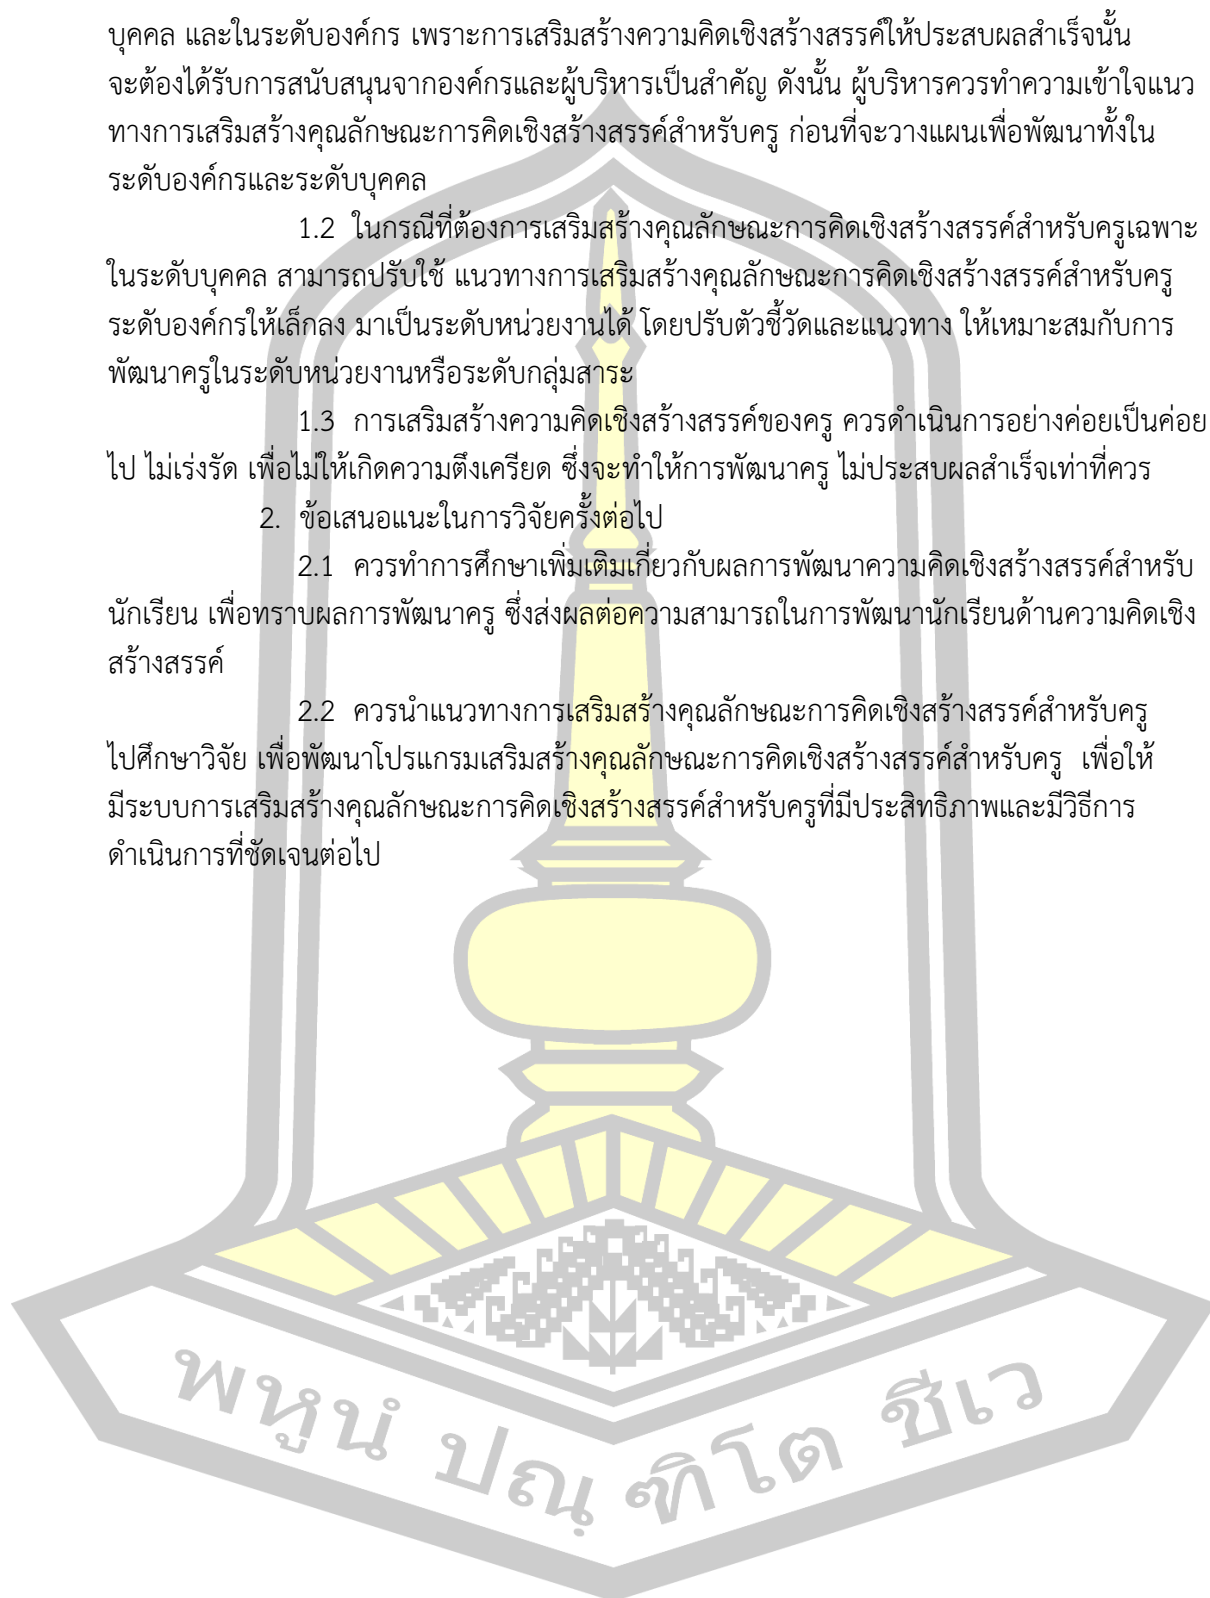 บุคคล และในระดับองค์กร เพราะการเสริมสร้างความคิดเชิงสร้างสรรค์ให้ประสบผลสำเร็จนั้น
จะต้องได้รับการสนับสนุนจากองค์กรและผู้บริหารเป็นสำคัญ ดังนั้น ผู้บริหารควรทำความเข้าใจแนว
ทางการเสริมสร้างคุณลักษณะการคิดเชิงสร้างสรรค์สำหรับครู ก่อนที่จะวางแผนเพื่อพัฒนาทั้งใน
ระดับองค์กรและระดับบุคคล
1.2 ในกรณีที่ต้องการเสริมสร้างคุณลักษณะการคิดเชิงสร้างสรรค์สำหรับครูเฉพาะ
ในระดับบุคคล สามารถปรับใช้ แนวทางการเสริมสร้างคุณลักษณะการคิดเชิงสร้างสรรค์สำหรับครู
ระดับองค์กรให้เล็กลง มาเป็นระดับหน่วยงานได้ โดยปรับตัวชี้วัดและแนวทาง ให้เหมาะสมกับการ
พัฒนาครูในระดับหน่วยงานหรือระดับกลุ่มสาระ
1.3 การเสริมสร้างความคิดเชิงสร้างสรรค์ของครู ควรดำเนินการอย่างค่อยเป็นค่อย
ไป ไม่เร่งรัด เพื่อไม่ให้เกิดความตึงเครียด ซึ่งจะทำให้การพัฒนาครู ไม่ประสบผลสำเร็จเท่าที่ควร
2. ข้อเสนอแนะในการวิจัยครั้งต่อไป
2.1 ควรทำการศึกษาเพิ่มเติมเกี่ยวกับผลการพัฒนาความคิดเชิงสร้างสรรค์สำหรับ
นักเรียน เพื่อทราบผลการพัฒนาครู ซึ่งส่งผลต่อความสามารถในการพัฒนานักเรียนด้านความคิดเชิง
สร้างสรรค์
2.2 ควรนำแนวทางการเสริมสร้างคุณลักษณะการคิดเชิงสร้างสรรค์สำหรับครู
ไปศึกษาวิจัย เพื่อพัฒนาโปรแกรมเสริมสร้างคุณลักษณะการคิดเชิงสร้างสรรค์สำหรับครู เพื่อให้
มีระบบการเสริมสร้างคุณลักษณะการคิดเชิงสร้างสรรค์สำหรับครูที่มีประสิทธิภาพและมีวิธีการ
ดำเนินการที่ชัดเจนต่อไป
พหูนํ ปณฺฑิโต ชีเว